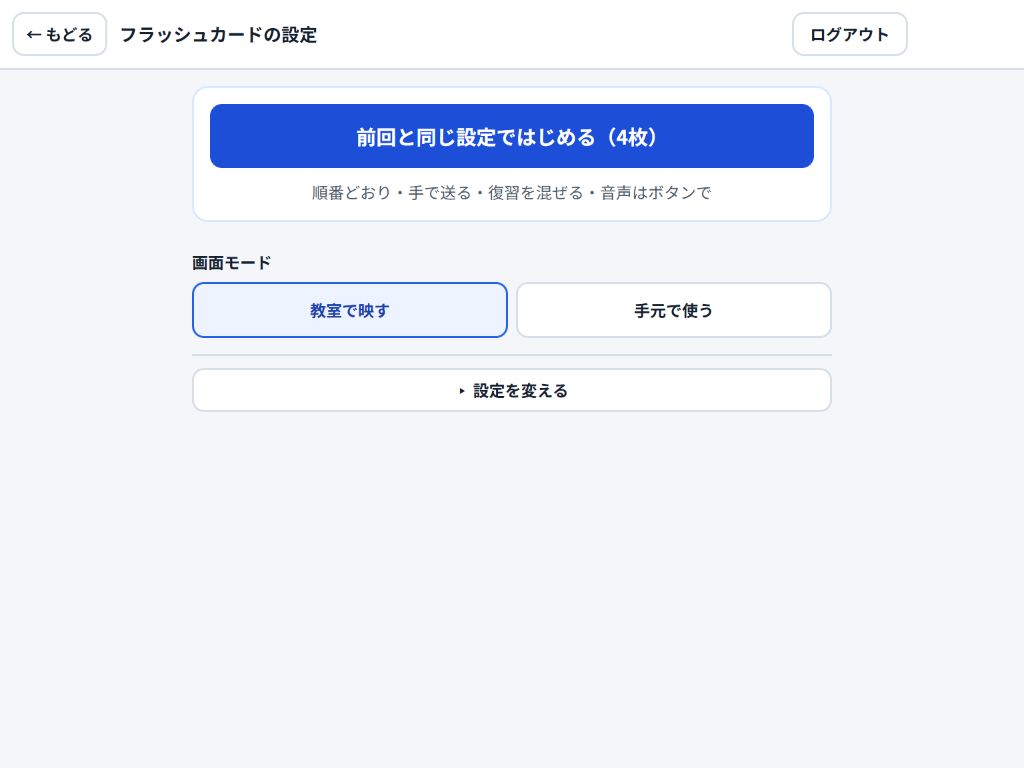 ← もどる
フラッシュカードの設定
ログアウト
前回と同じ設定ではじめる（4枚）
順番どおり・手で送る・復習を混ぜる・音声はボタンで
画面モード
教室で映す
手元で使う
▸ 設定を変える